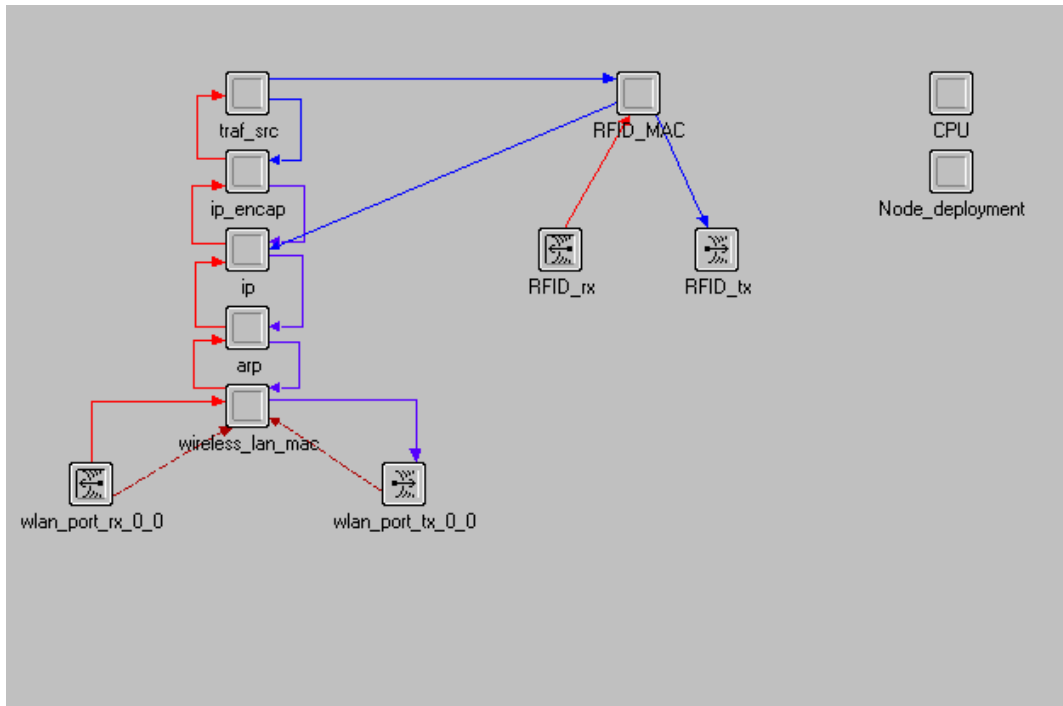 traf_src
RFID_MAC
CPU
ip_encap
Node_deployment
ip
RFID_rx
RFID_tx
arp
wireless_lan_mac
wlan_port_rx_0_0
wlan_port_tx_0_0